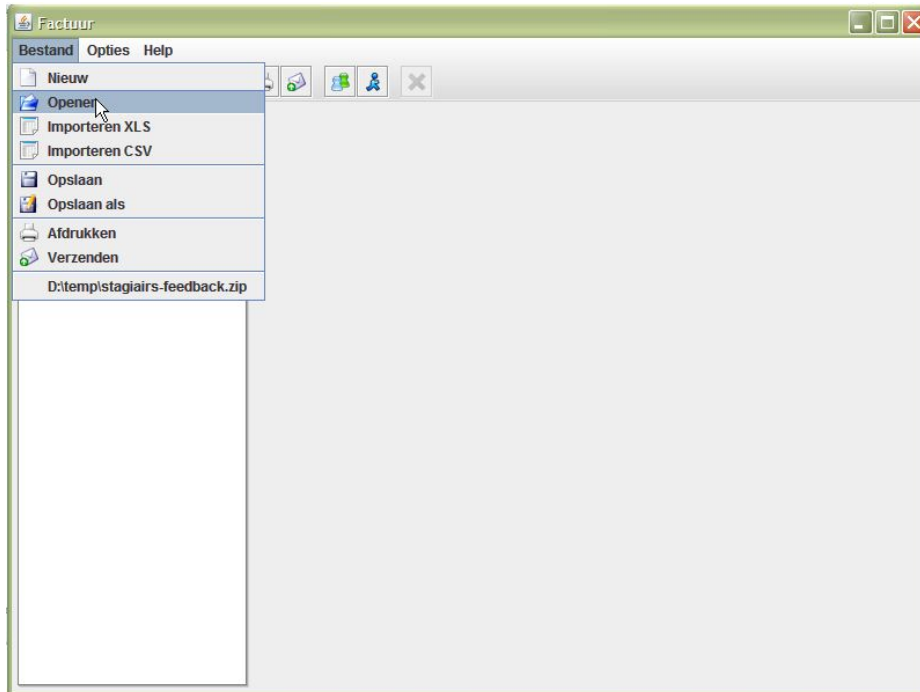 Factuur
Bestand Opties Help
Nieuw
Openen
Importeren XLS
Importeren CSV
Opslaan
Opslaan als
Afdrukken
Verzenden
D:\temp\stagiairs-feedback.zip